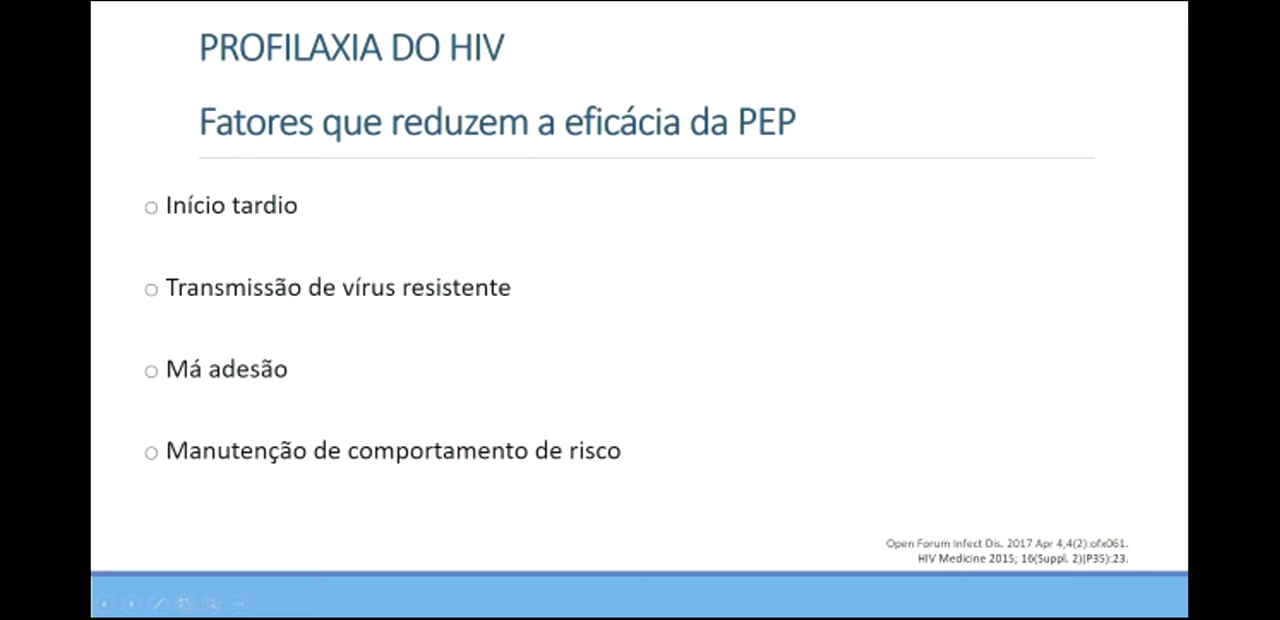 PROFILAXIA DO HIV
Fatores que reduzem a eficácia da PEP
Início tardio
Transmissão de vírus resistente
Má adesão
Manutenção de comportamento de risco
Open Forum Infect Dis. 2017 Apr 4;4(2):ofx061.
HIV Medicine 2015; 16(Suppl. 2)(P35):23.